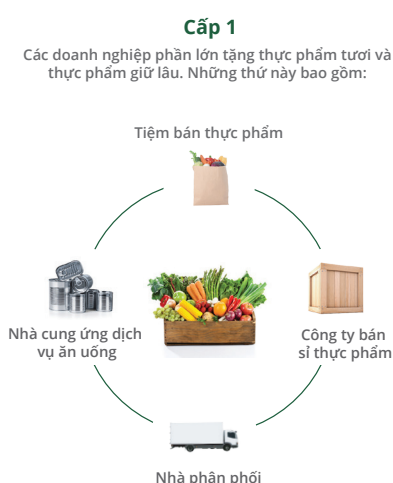 Cấp 1
Các doanh nghiệp phần lớn tặng thực phẩm tươi và
thực phẩm giữ lâu. Những thứ này bao gồm:
Tiệm bán thực phẩm
Nhà cung ứng dịch
vụ ăn uống
Công ty bán
sỉ thực phẩm
Nhà phân phối